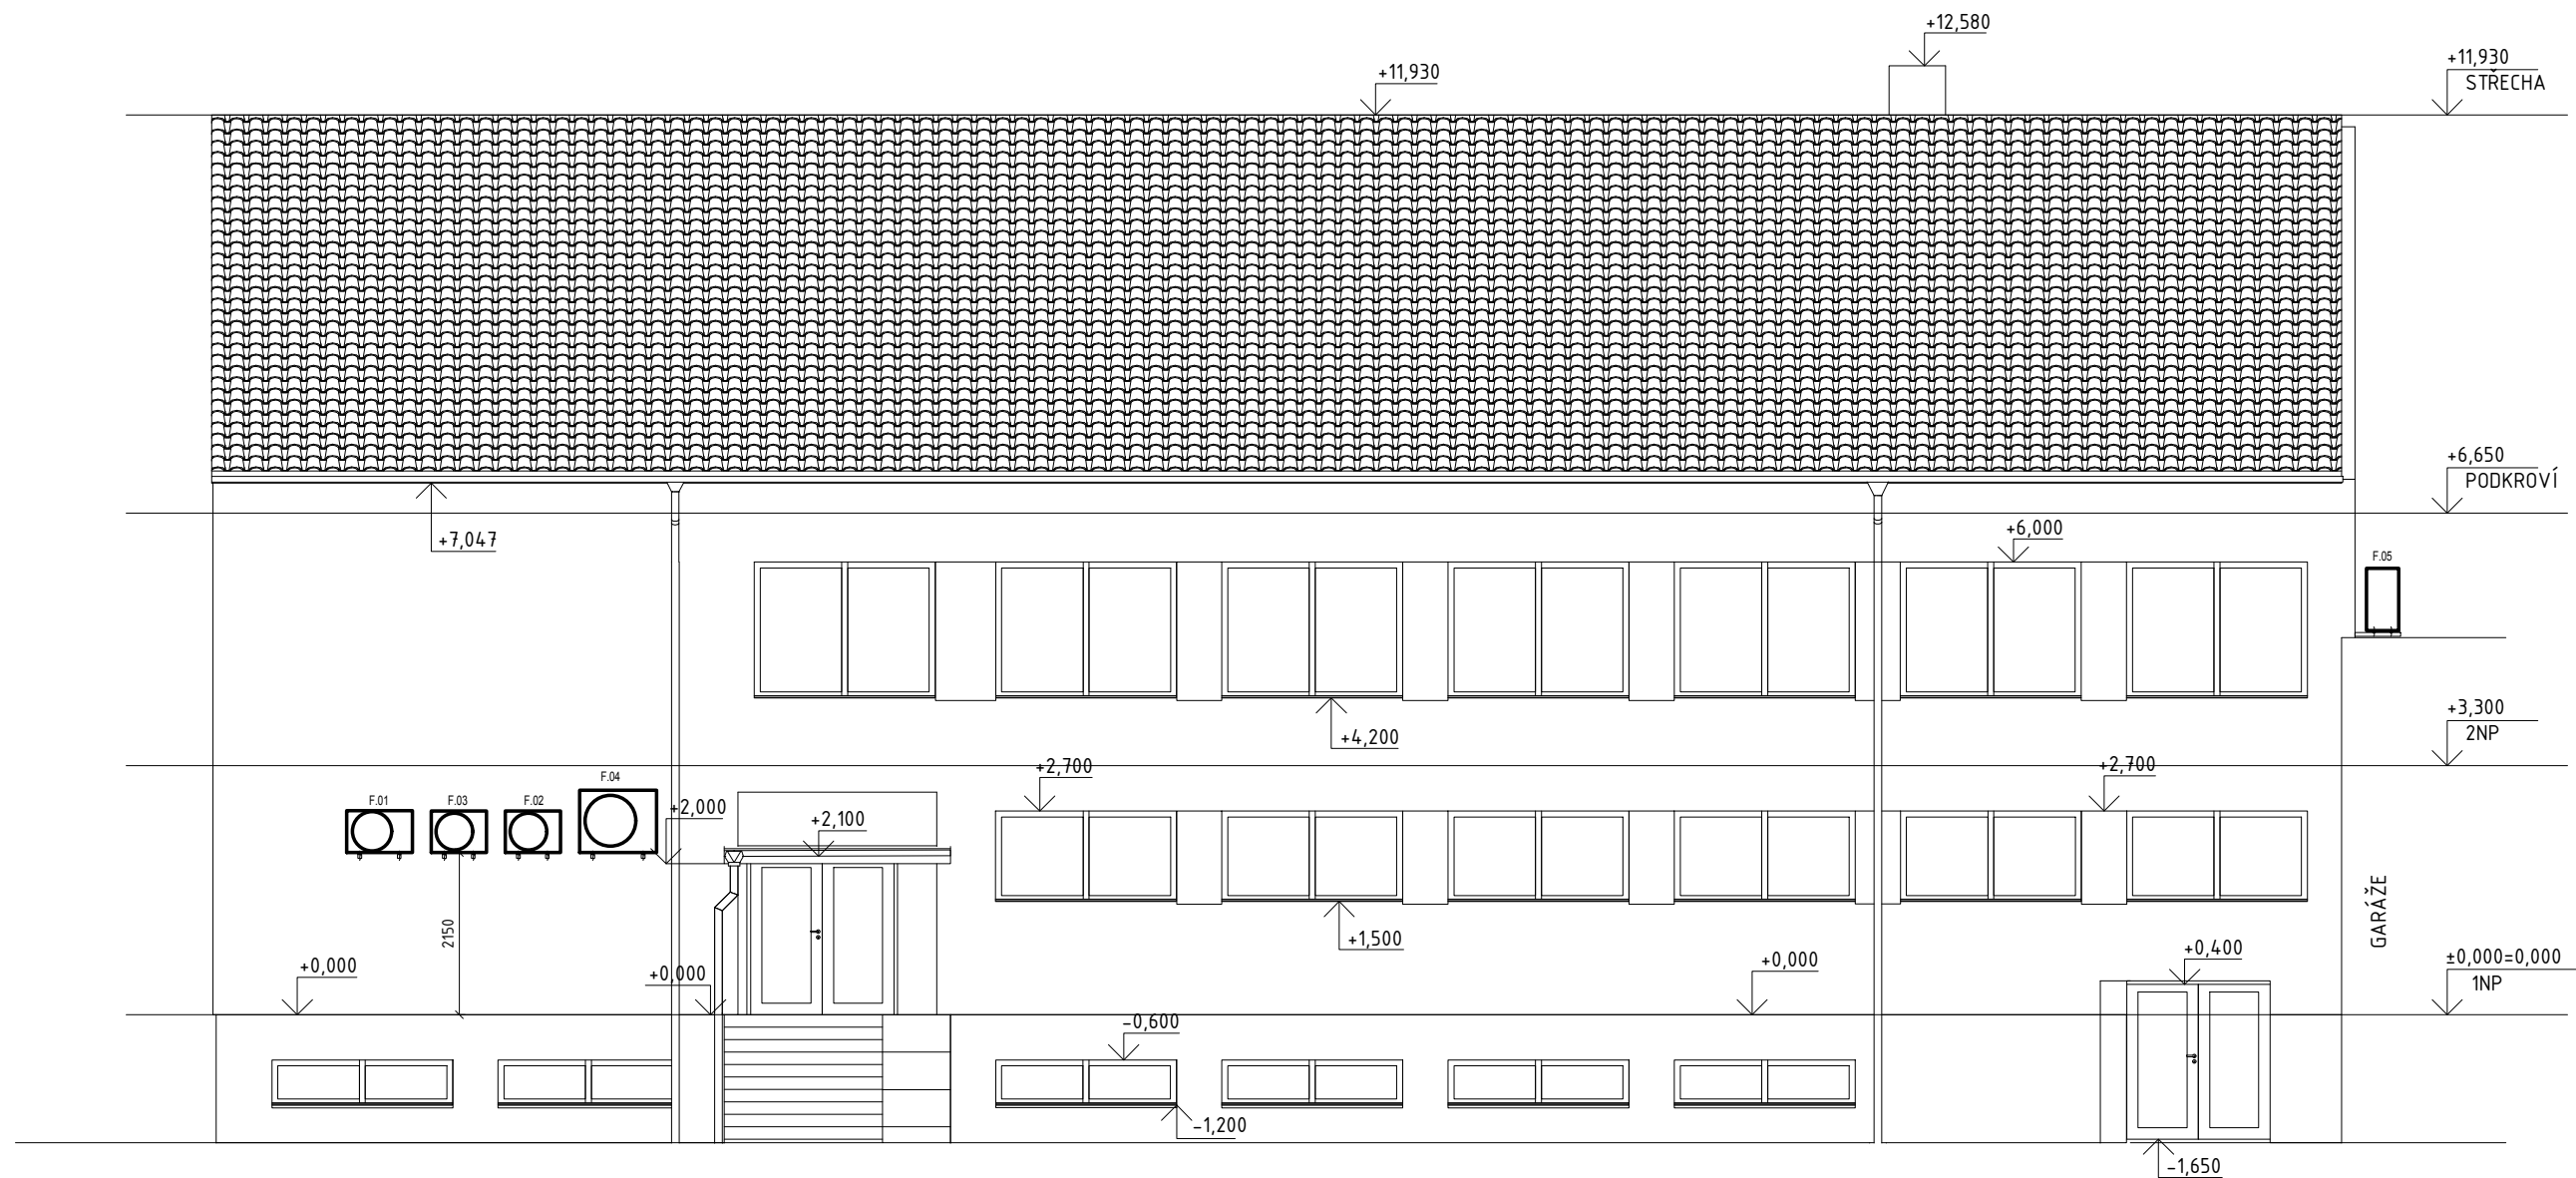 +12,580
+11,930
+11,930
STŘECHA
+6,650
PODKROVÍ
+7,047
+6,000
F.05
+4,200
+3,300
2NP
+2,700
+2,700
F.04
F.01
F.03
F.02
+2,000
+2,100
2150
+1,500
GARÁŽE
+0,400
+0,000
+0,000
+0,000
±0,000=0,000
1NP
-0,600
-1,200
-1,650